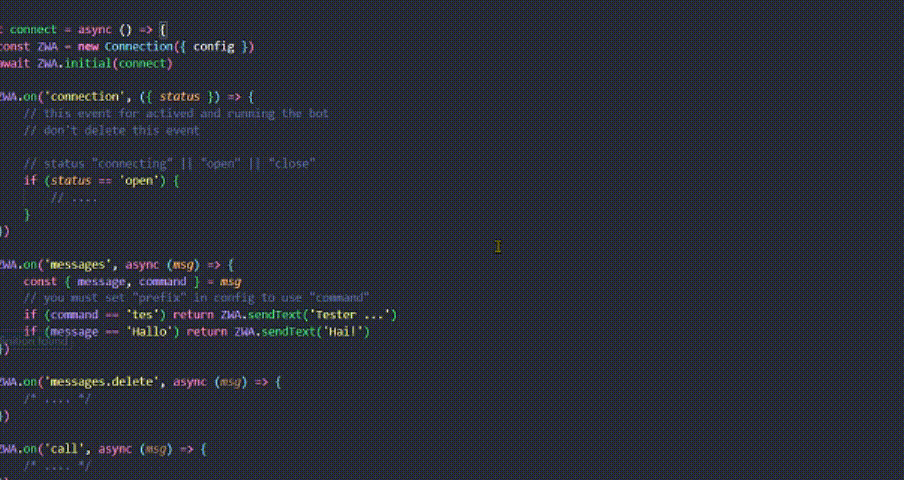 t connect = async () => {
const ZWA = new Connection({ config })
await ZWA.initial(connect)
ZWA.on('connection', ({ status }) => {
// this event for actived and running the bot
// don't delete this event
// status "connecting" || "open" || "close"
if (status == 'open') {
// ....
}
})
ZWA.on('messages', async (msg) => {
const { message, command } = msg
// you must set "prefix" in config to use "command"
if (command == 'tes') return ZWA.sendText('Tester ...')
if (message == 'Hallo') return ZWA.sendText('Hai!')
found
})
ZWA.on('messages.delete', async (msg) => {
/* .... */
})
ZWA.on('call', async (msg) => {
/* .... */